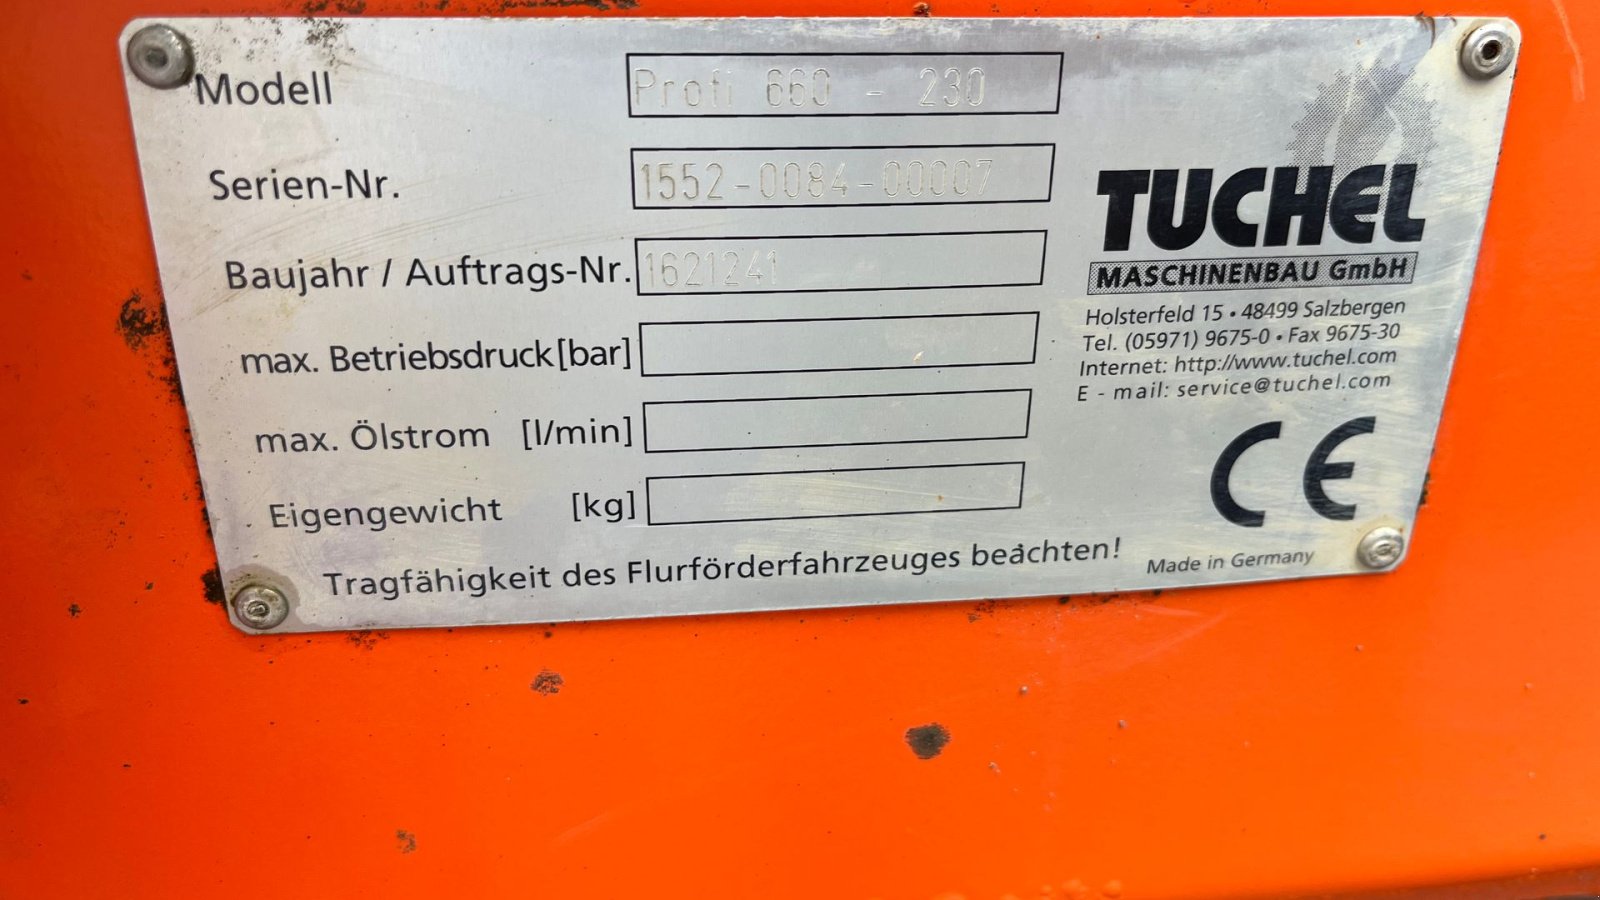 Modell Profi 660 - 230
Serien-Nr. 1552-0084-00007
Baujahr / Auftrags-Nr. 1621241
max. Betriebsdruck [bar]
max. Ölstrom [l/min]
Eigengewicht [kg]
Tragfähigkeit des Flurförderfahrzeuges beachten!
TUCHEL
MASCHINENBAU GmbH
Holsterfeld 15 • 48499 Salzbergen
Tel. (05971) 9675-0 • Fax 9675-30
Internet: http://www.tuchel.com
E - mail: service@tuchel.com
CE
Made in Germany